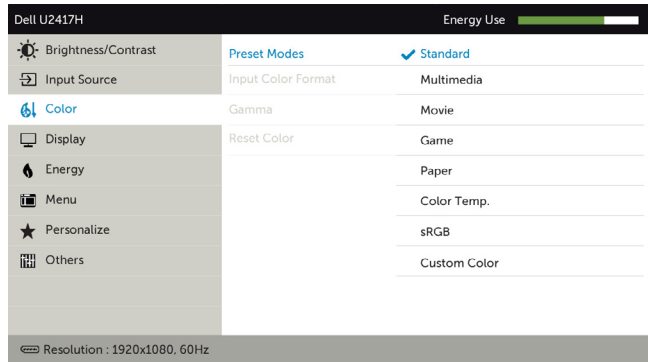 Dell U2417H Energy Use
Brightness/Contrast Preset Modes Standard
Input Source Input Color Format Multimedia
Color Gamma Movie
Display Reset Color Game
Energy Paper
Menu Color Temp.
Personalize sRGB
Others Custom Color
Resolution : 1920x1080, 60Hz